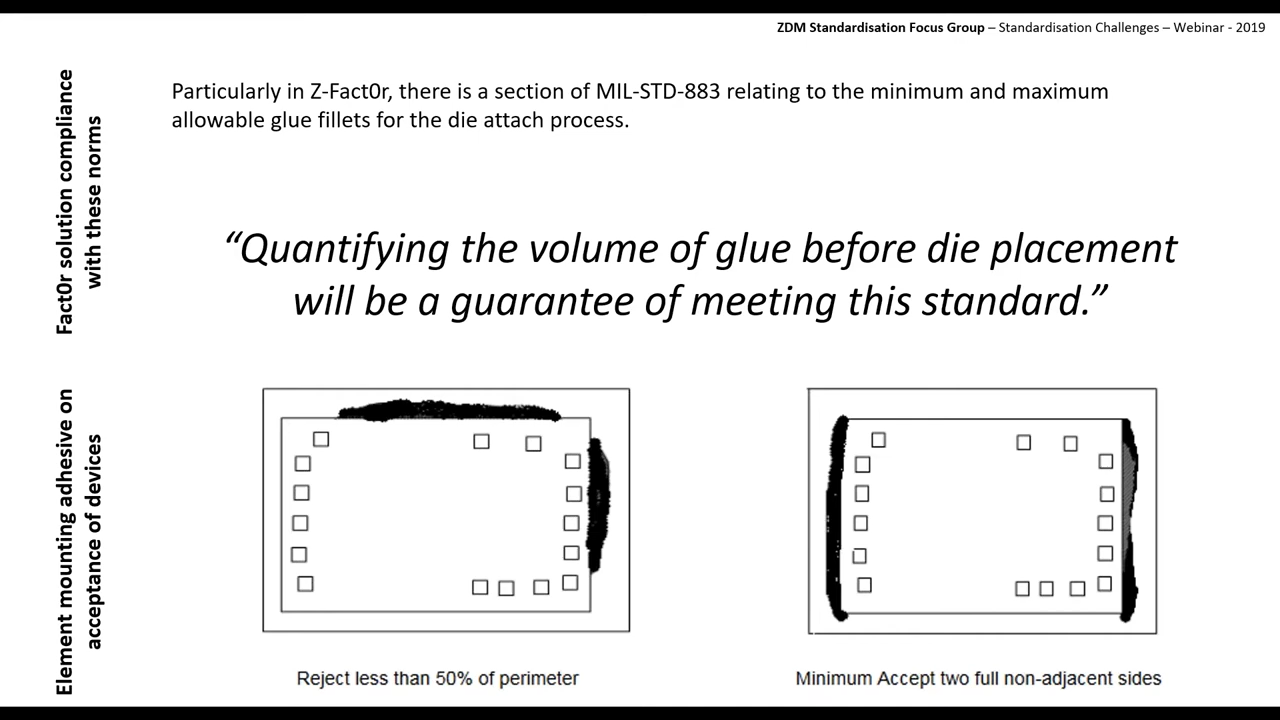 ZDM Standardisation Focus Group – Standardisation Challenges – Webinar - 2019
Fact0r solution compliance
with these norms
Particularly in Z-Fact0r, there is a section of MIL-STD-883 relating to the minimum and maximum
allowable glue fillets for the die attach process.
“Quantifying the volume of glue before die placement
will be a guarantee of meeting this standard.”
Element mounting adhesive on
acceptance of devices
Reject less than 50% of perimeter
Minimum Accept two full non-adjacent sides